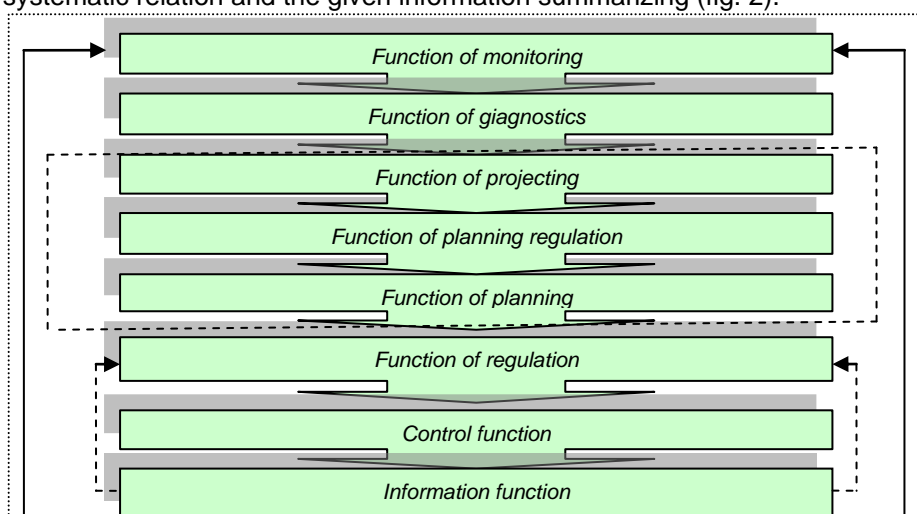 systematic relation and the given information summarizing (fig. 2).
Function of monitoring
Function of giagnostics
Function of projecting
Function of planning regulation
Function of planning
Function of regulation
Control function
Information function